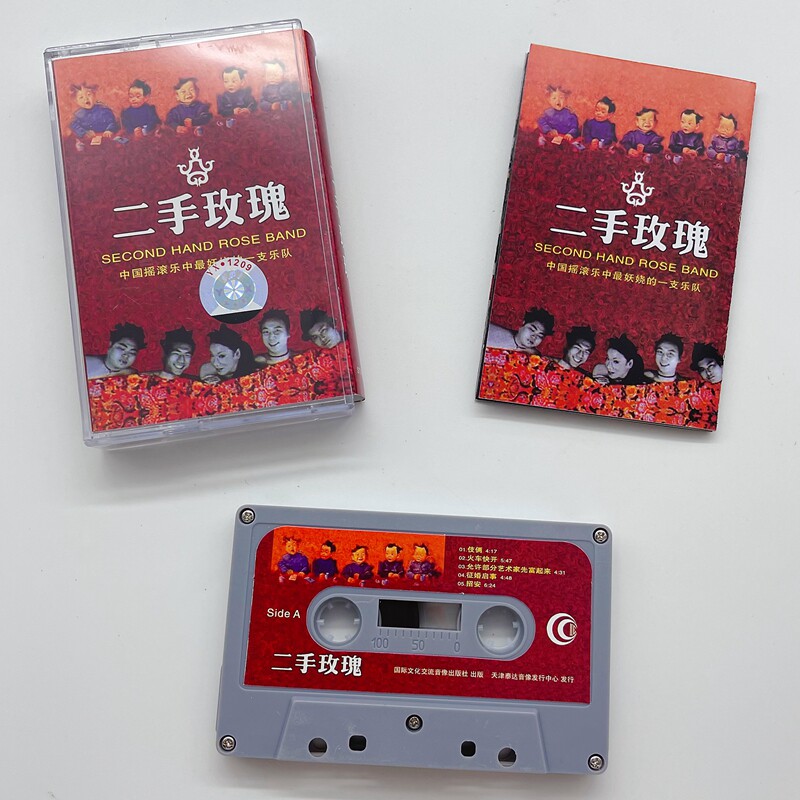 二手玫瑰
SECOND HAND ROSE BAND
中国摇滚乐中最妖娆的一支乐队
二手玫瑰
SECOND HAND ROSE BAND
中国摇滚乐中最妖娆的一支乐队
01.伎俩 4:17
02.火车快开 5:47
03.允许部分艺术家先富起来 4:31
04.征婚启事 4:48
05.招安 6:24
Side A
100 50 0
二手玫瑰
国际文化交流音像出版社 出版 天津泰达音像发行中心 发行